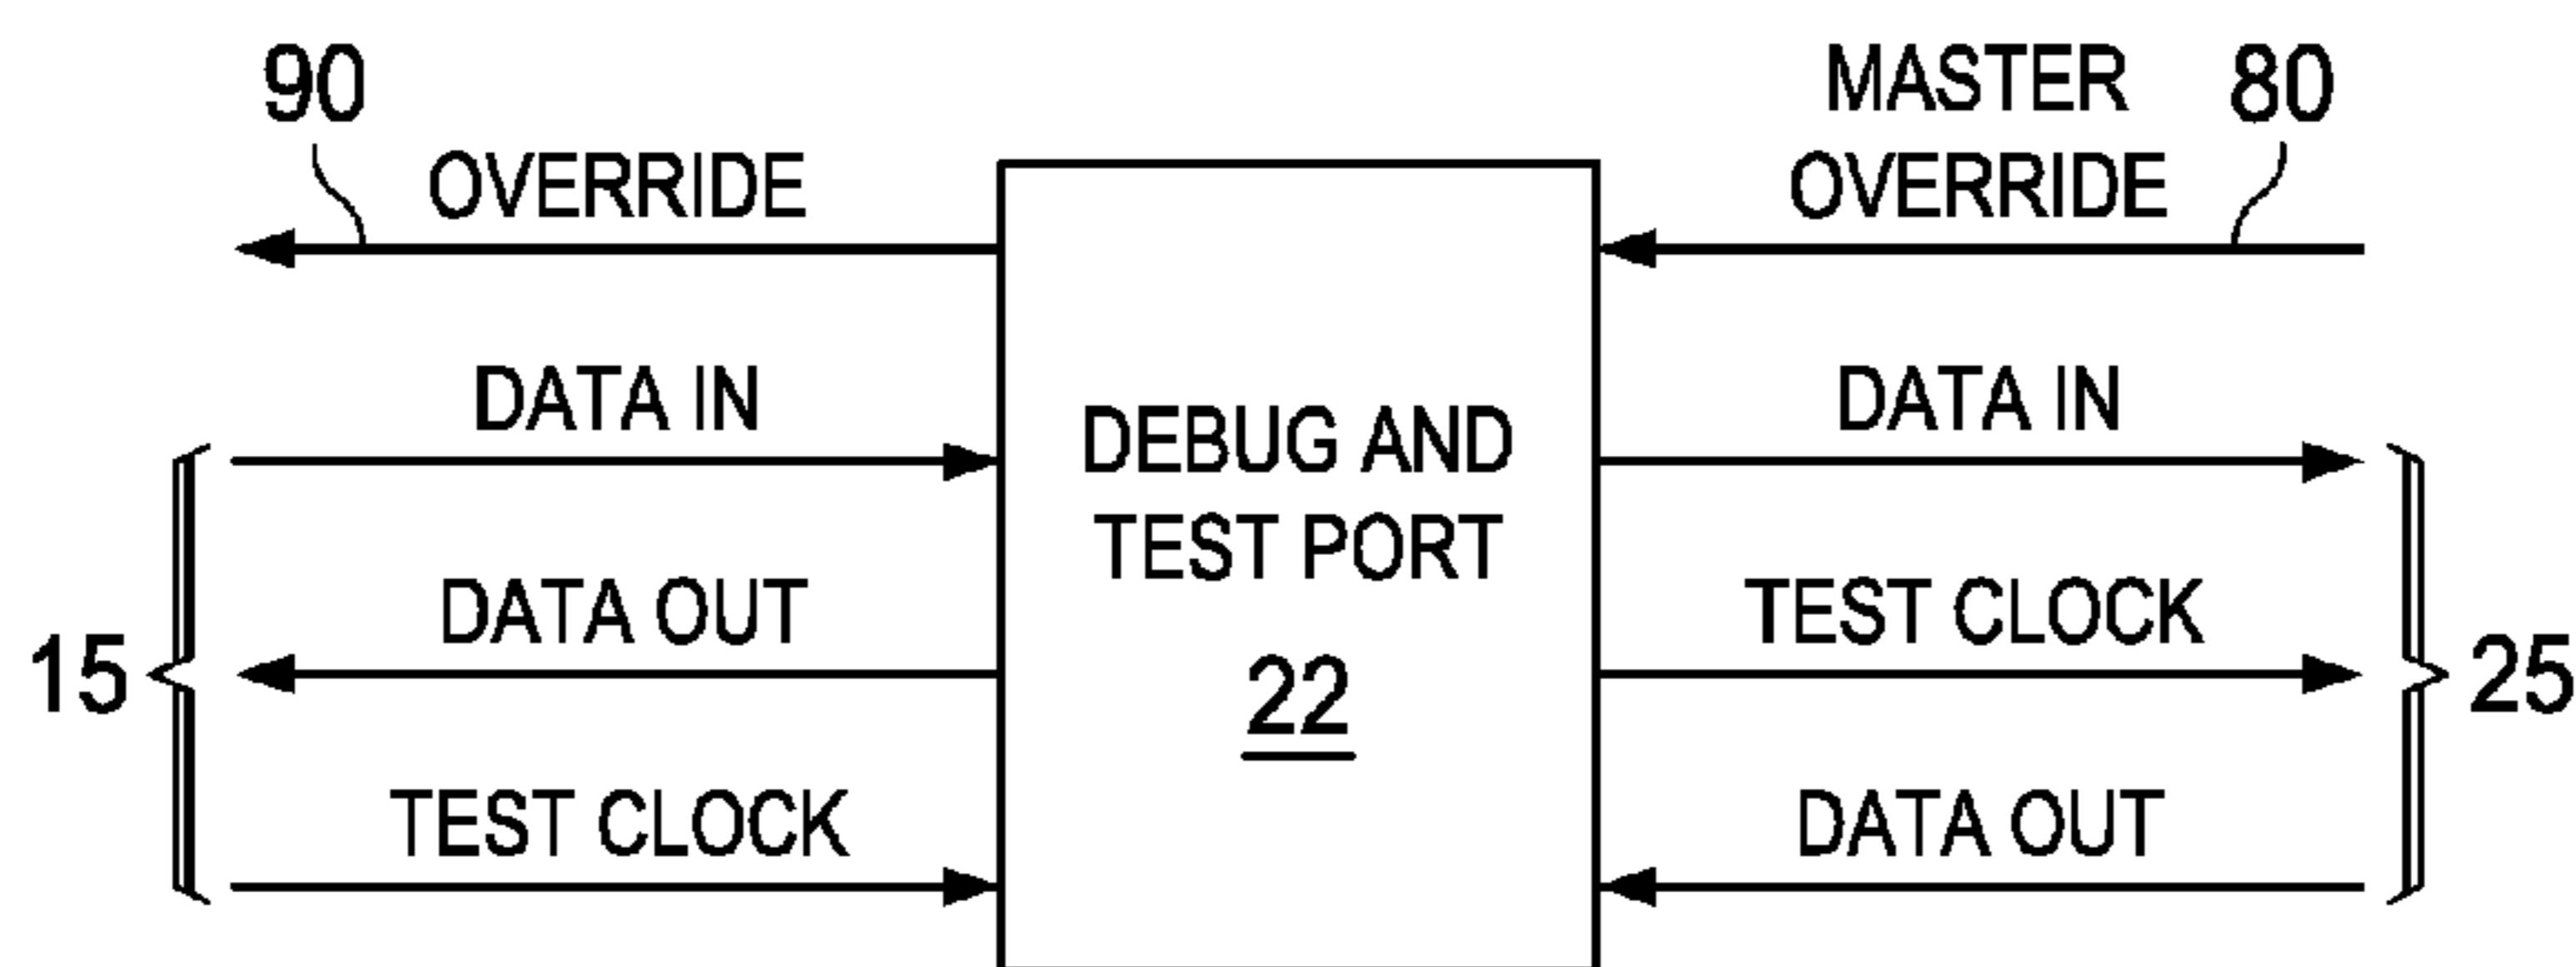 90
OVERRIDE
MASTER
OVERRIDE
80
DATA IN
DATA OUT
TEST CLOCK
15
DEBUG AND
TEST PORT
22
DATA IN
TEST CLOCK
DATA OUT
25